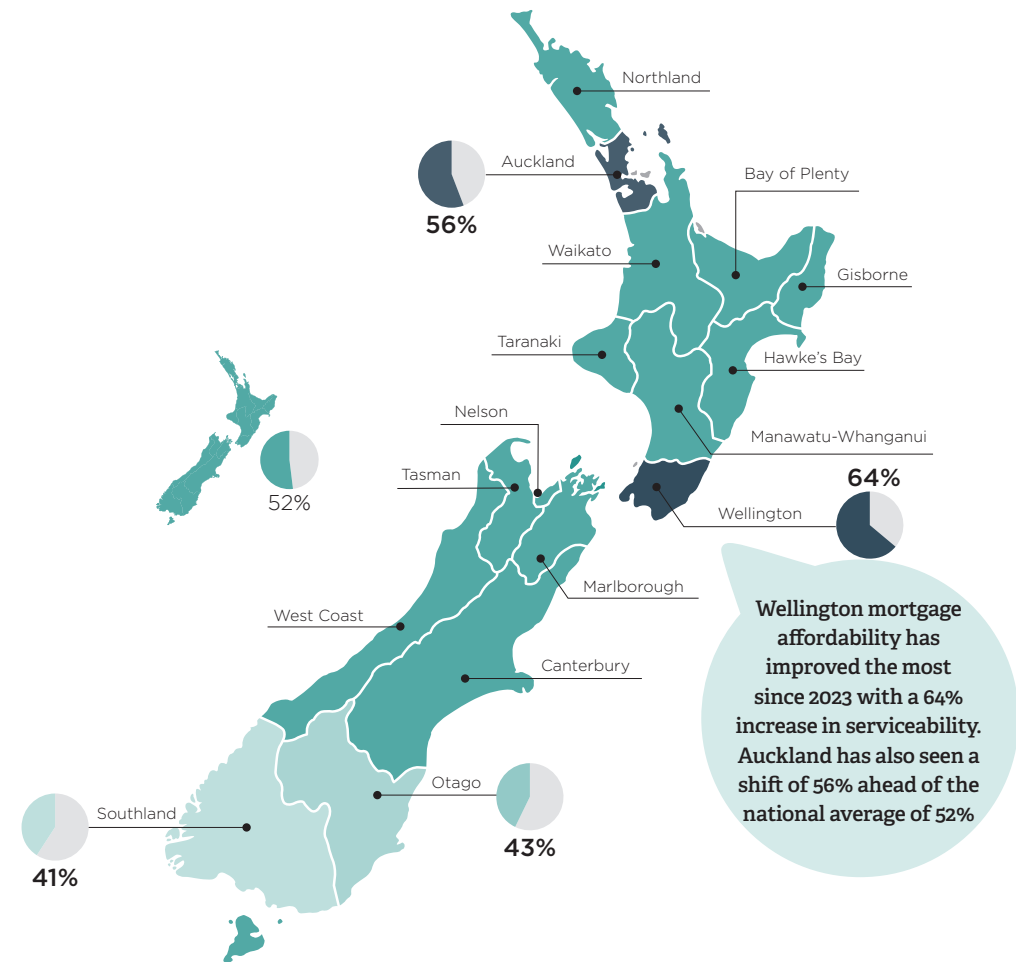 Northland
Auckland
56%
Bay of Plenty
Waikato
Gisborne
Taranaki
Hawke's Bay
Nelson
Manawatu-Whanganui
Tasman
52%
64%
Wellington
Marlborough
West Coast
Canterbury
Wellington mortgage
affordability has
improved the most
since 2023 with a 64%
increase in serviceability.
Auckland has also seen a
shift of 56% ahead of the
national average of 52%
Otago
43%
Southland
41%